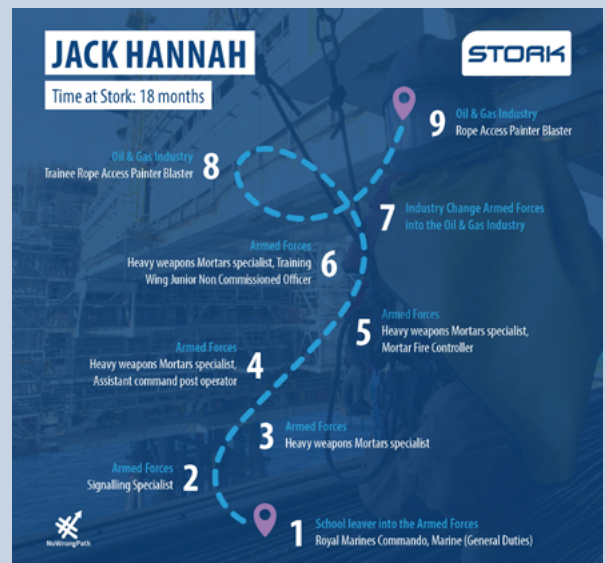 JACK HANNAH
STORK
Time at Stork: 18 months
9
Oil & Gas Industry
Rope Access Painter Blaster
Oil & Gas Industry
Trainee Rope Access Painter Blaster
8
7
Industry Change Armed Forces
into the Oil & Gas Industry
Armed Forces
Heavy weapons Mortars specialist, Training
Wing Junior Non Commissioned Officer
6
5
Armed Forces
Heavy weapons Mortars specialist,
Mortar Fire Controller
Armed Forces
Heavy weapons Mortars specialist,
Assistant command post operator
4
3
Armed Forces
Heavy weapons Mortars specialist
Armed Forces
Signalling Specialist
2
1
School leaver into the Armed Forces
Royal Marines Commando, Marine (General Duties)
NoWrongPath